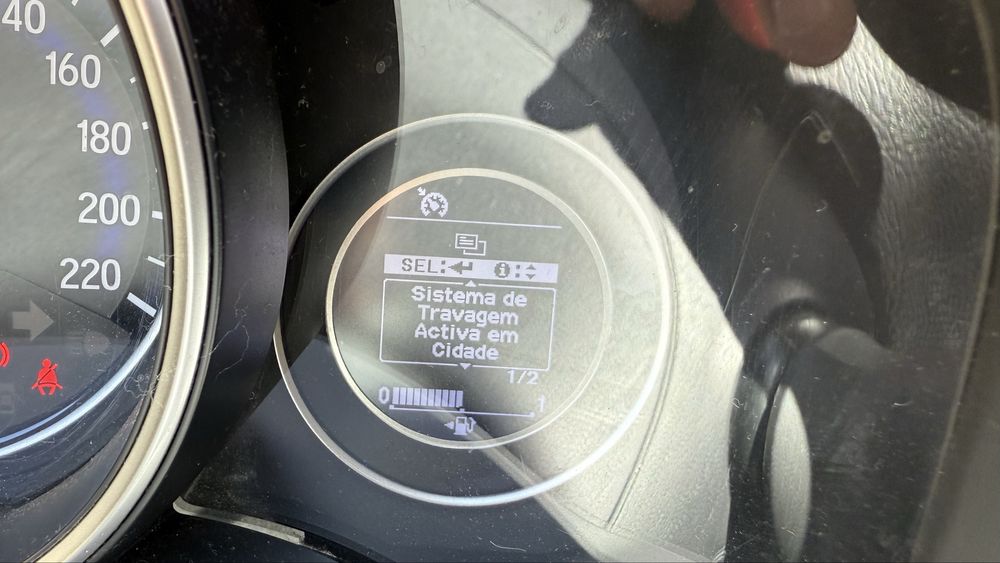 40
160
180
200
220
SEL: i:
Sistema de
Travagem
Activa em
Cidade
1/2
0 1